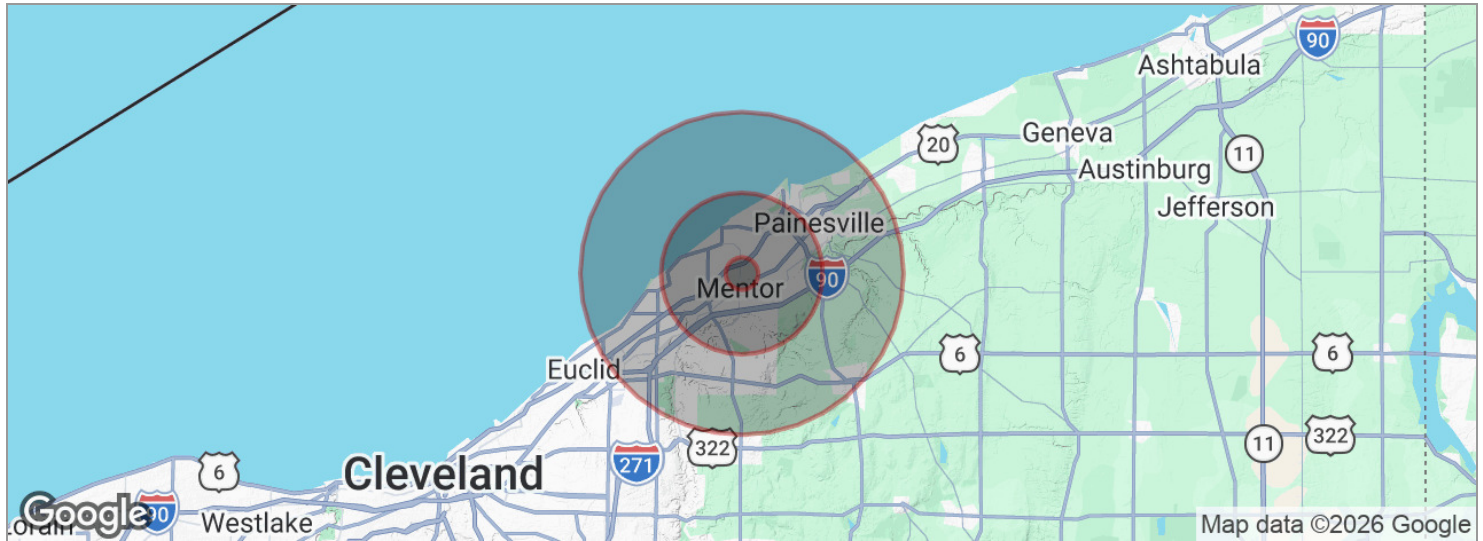 90
Ashtabula
20
Geneva
11
Austinburg
Jefferson
Painesville
90
Mentor
6
6
Euclid
322
271
11
322
6
Cleveland
Google
90
Westlake
Map data ©2026 Google